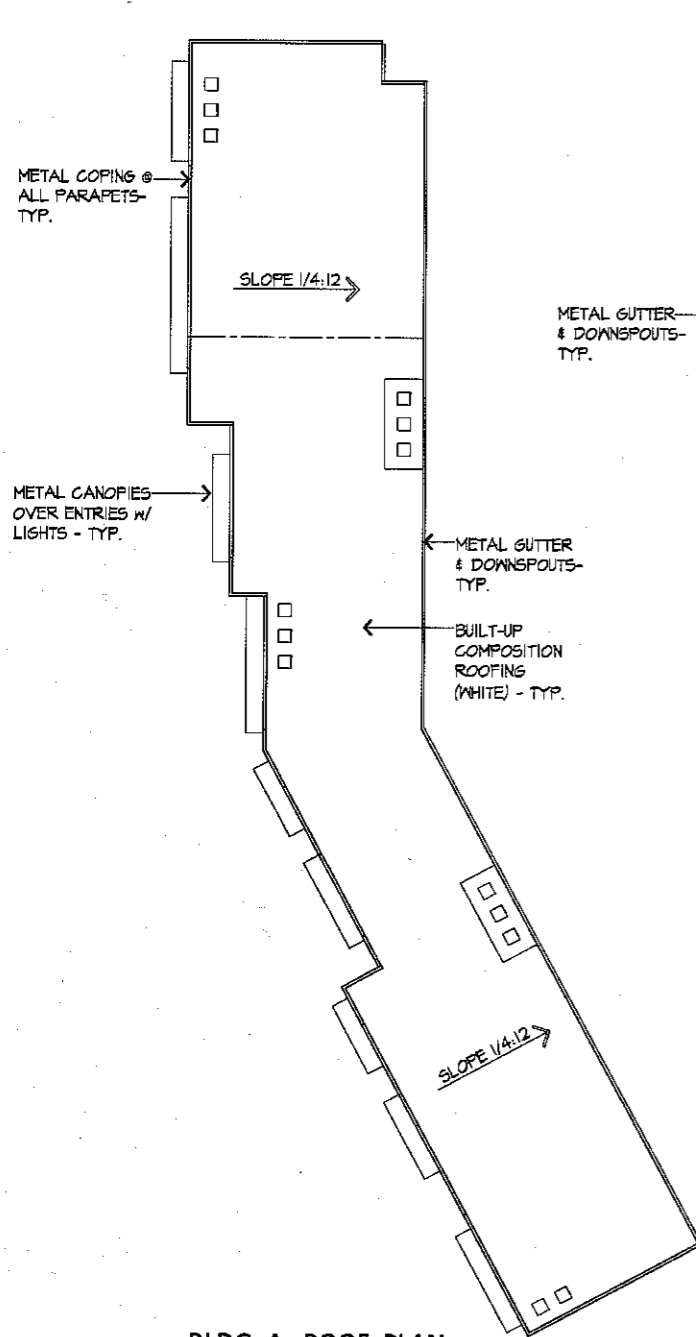 METAL COPING @
ALL PARAPETS-
TYP.
SLOPE 1/4:12
METAL GUTTER
& DOWNSPOUTS-
TYP.
METAL CANOPIES
OVER ENTRIES W/
LIGHTS - TYP.
METAL GUTTER
& DOWNSPOUTS-
TYP.
BUILT-UP
COMPOSITION
ROOFING
(WHITE) - TYP.
SLOPE 1/4:12
BLDG A ROOF PLAN